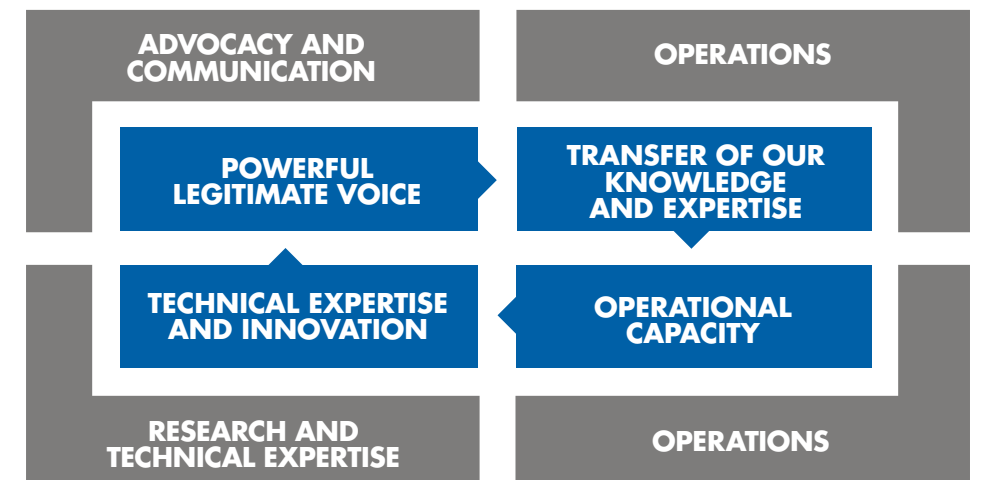 ADVOCACY AND
COMMUNICATION
OPERATIONS
POWERFUL
LEGITIMATE VOICE
TRANSFER OF OUR
KNOWLEDGE
AND EXPERTISE
TECHNICAL EXPERTISE
AND INNOVATION
OPERATIONAL
CAPACITY
RESEARCH AND
TECHNICAL EXPERTISE
OPERATIONS